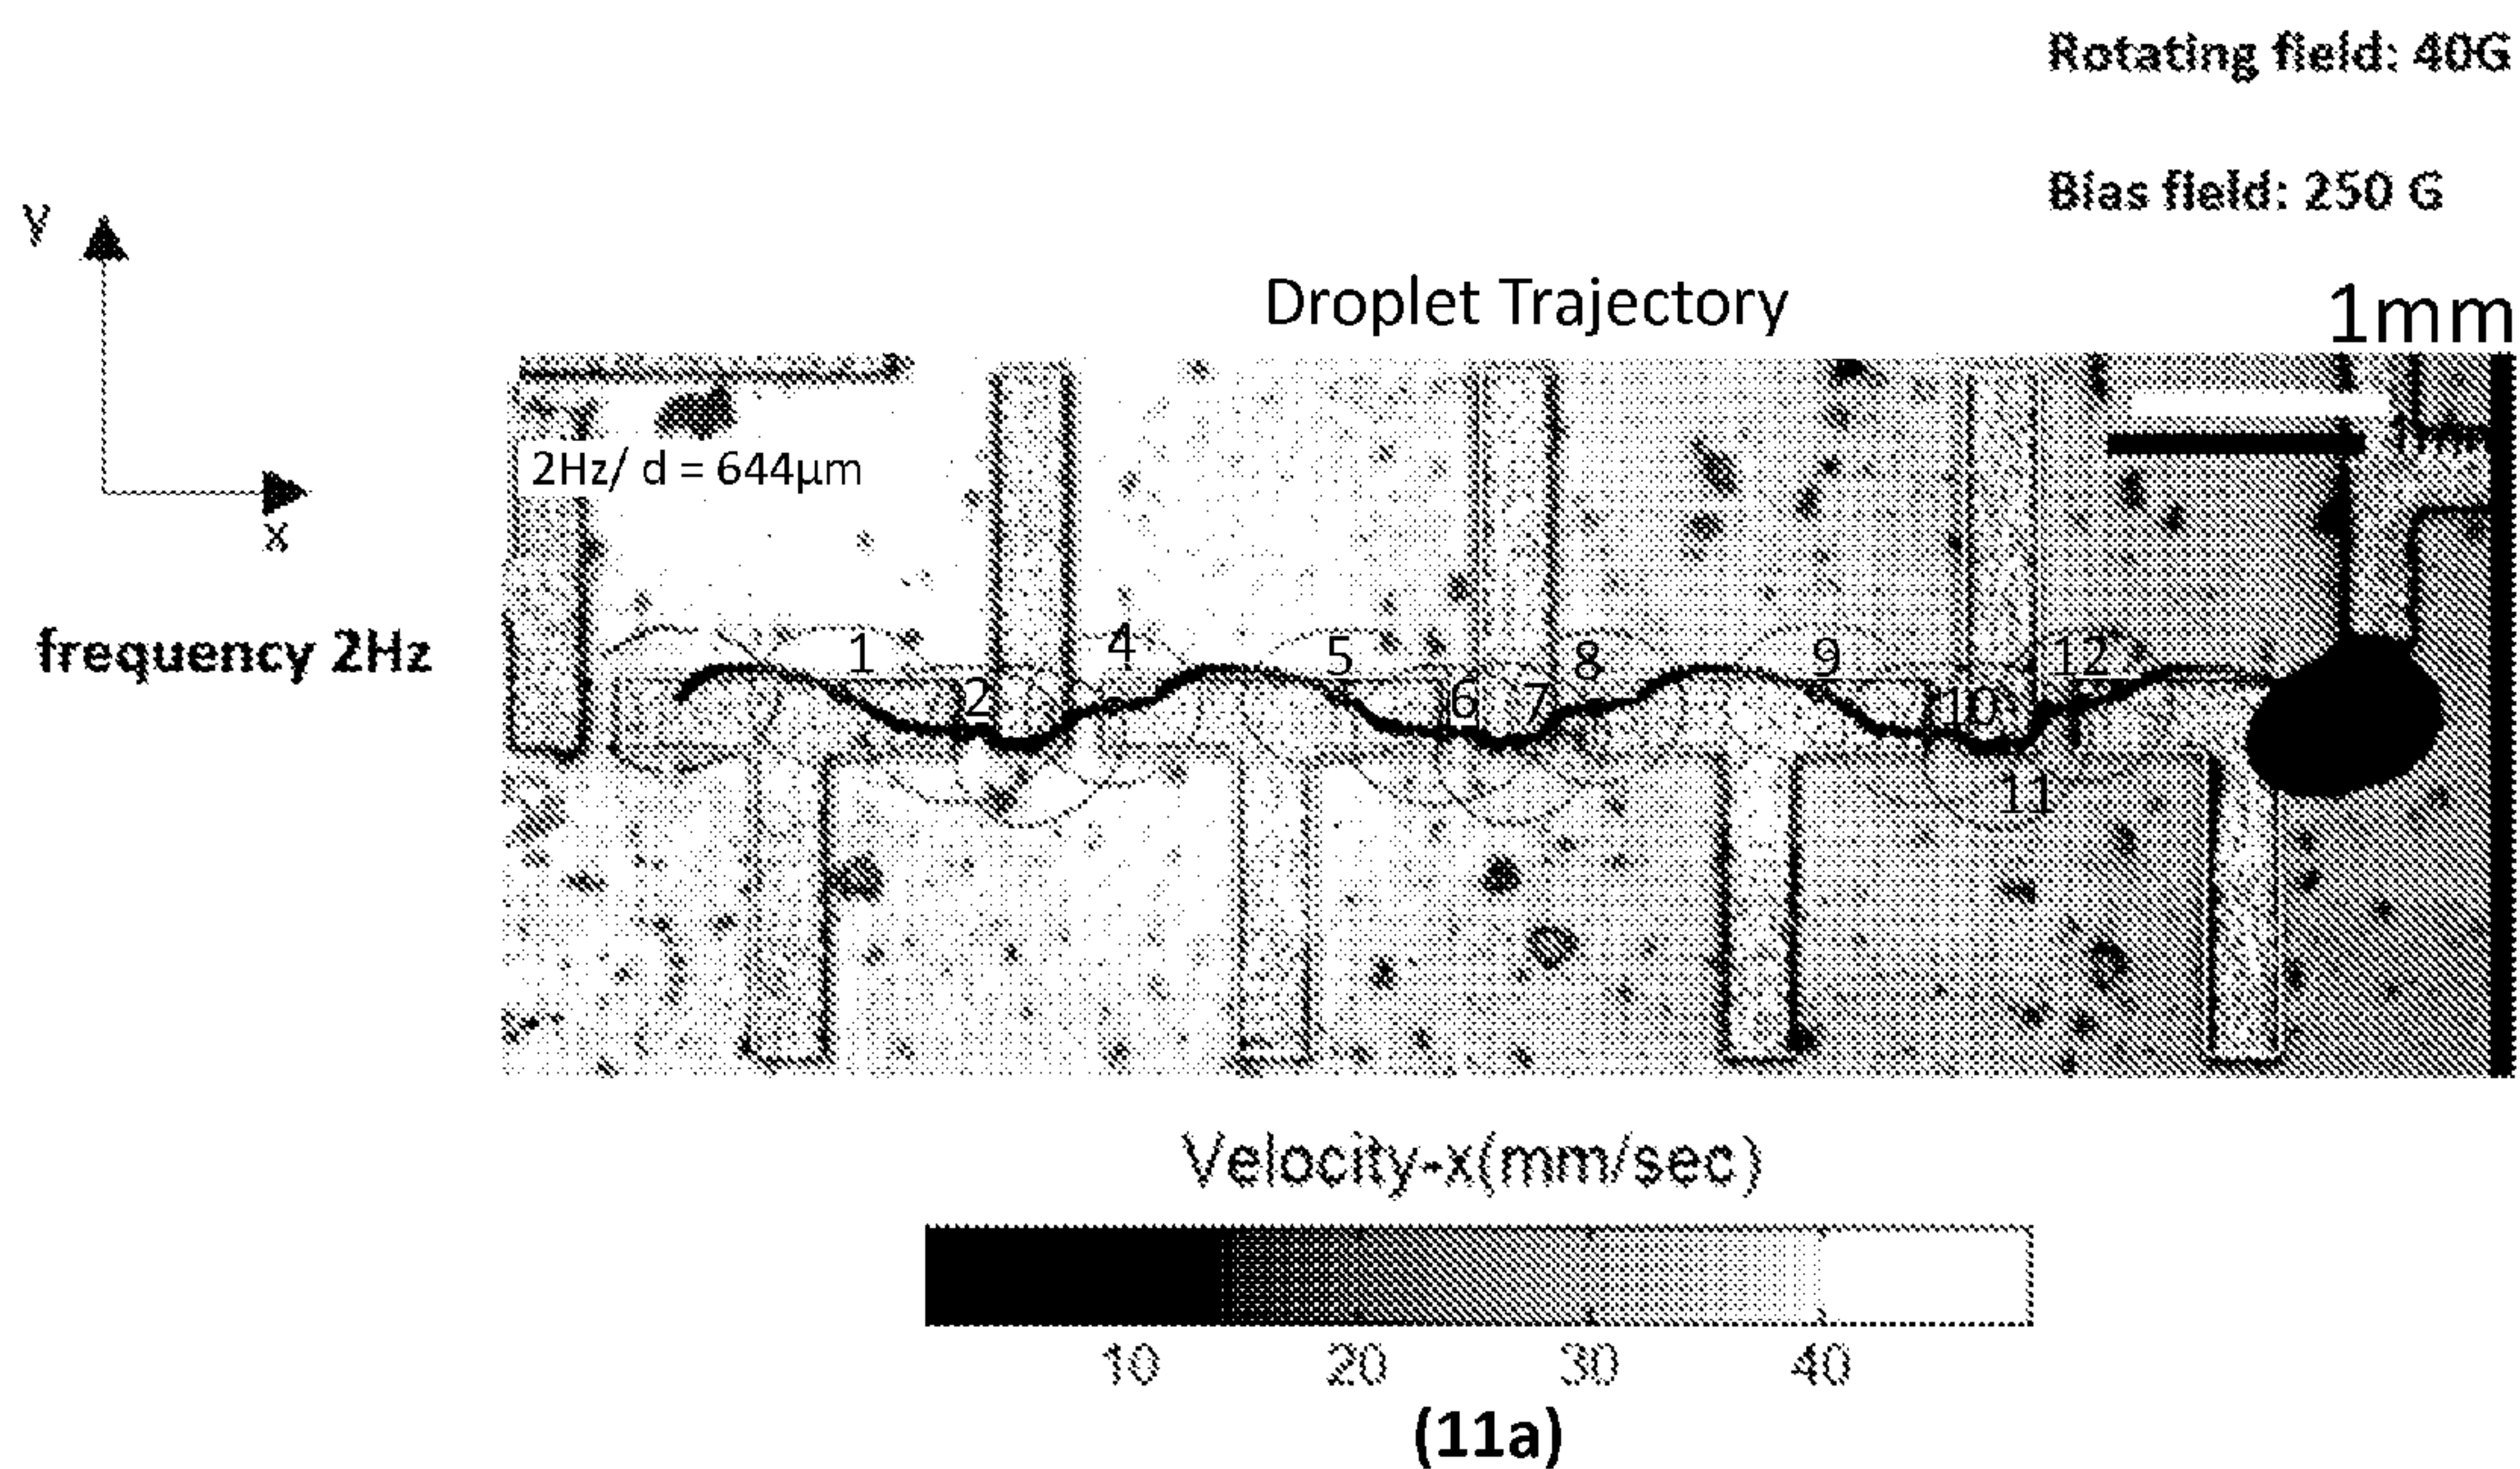 Rotating field: 40G
Bias field: 250 G
y
Droplet Trajectory
1mm
2Hz/ d = 644µm
x
frequency 2Hz
1
2
4
5
6
7
8
9
10
11
12
Velocity-x(mm/sec)
10 20 30 40
(11a)